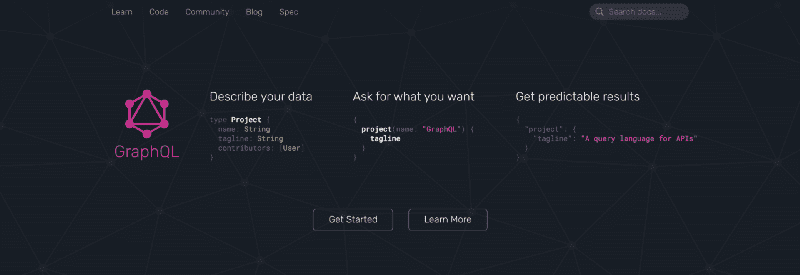 Learn Code Community Blog Spec Search docs...
Describe your data
type Project {
name: String
tagline: String
contributors: [User]
}
Ask for what you want
{
project(name: "GraphQL") {
tagline
}
}
Get predictable results
{
"project": {
"tagline": "A query language for APIs"
}
}
GraphQL
Get Started Learn More